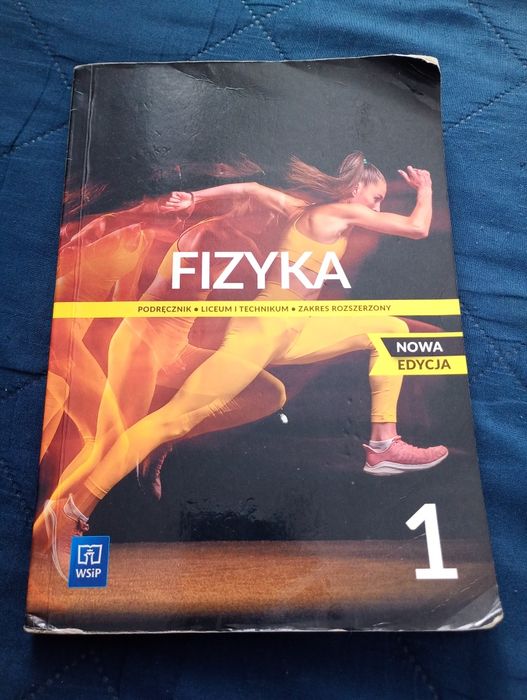 FIZYKA
PODRĘCZNIK • LICEUM I TECHNIKUM • ZAKRES ROZSZERZONY
NOWA
EDYCJA
1
WSiP